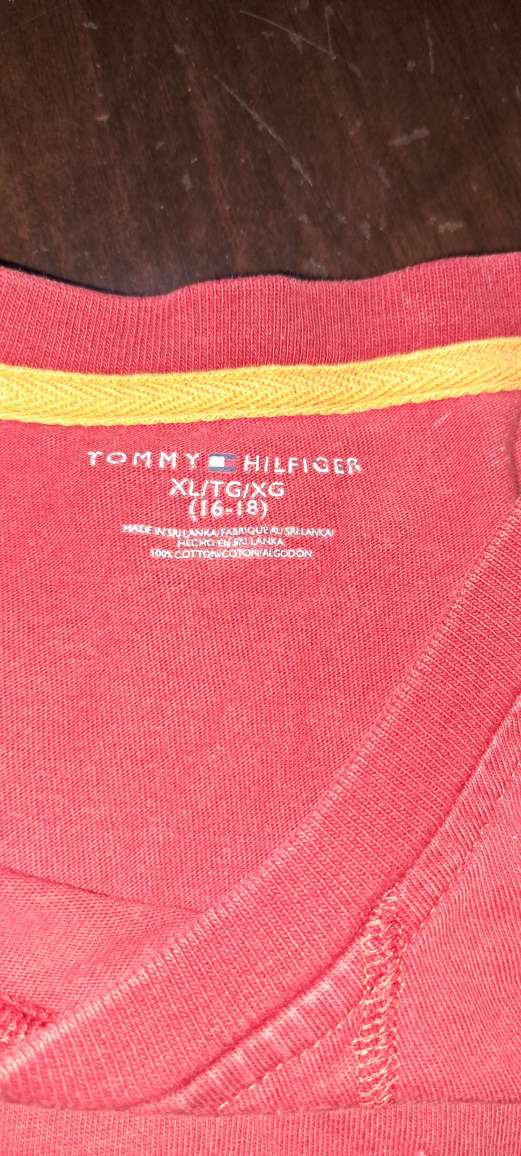 TOMMY HILFIGER
XL/TG/XG
(16-18)
MADE IN SRI LANKA/FABRIQUE AU SRI LANKA/
HECHO EN SRI LANKA
100% COTTON/COTON/ALGODON